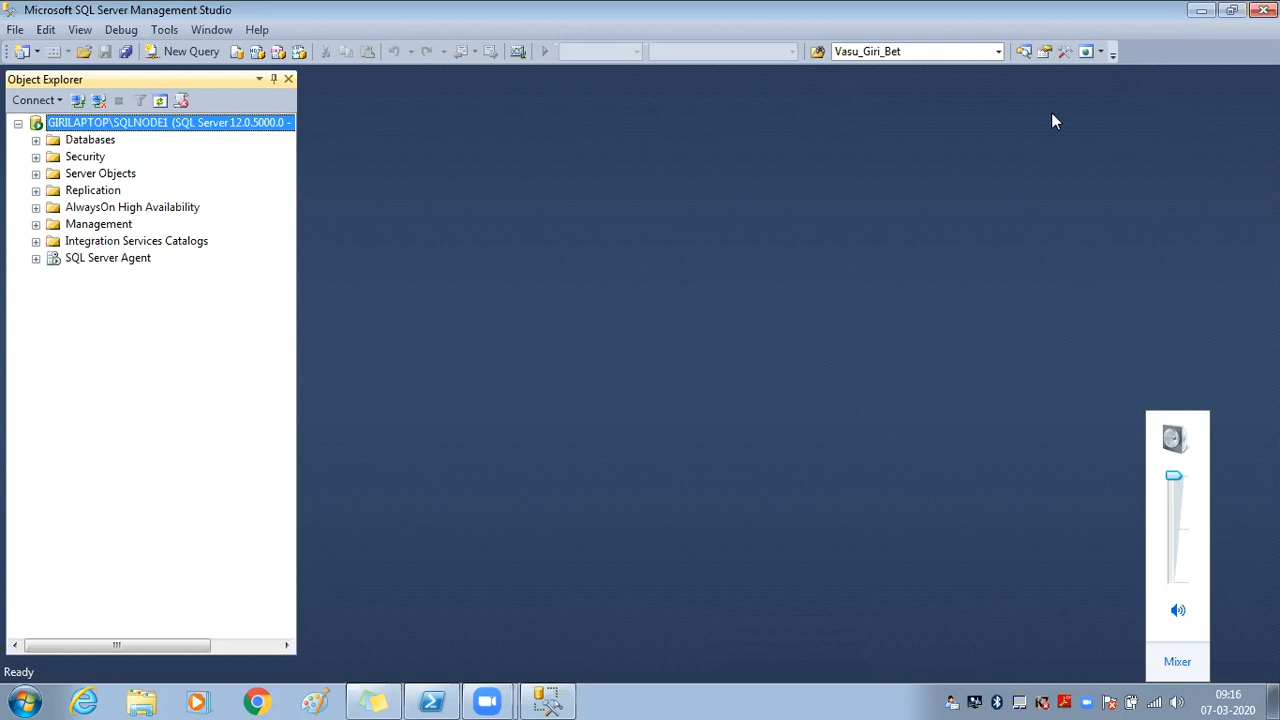 Microsoft SQL Server Management Studio
File Edit View Debug Tools Window Help
New Query
Vasu_Giri_Bet
Object Explorer
Connect
GIRILAPTOP\SQLNODE1 (SQL Server 12.0.5000.0 -
Databases
Security
Server Objects
Replication
AlwaysOn High Availability
Management
Integration Services Catalogs
SQL Server Agent
Mixer
Ready
09:16
07-03-2020